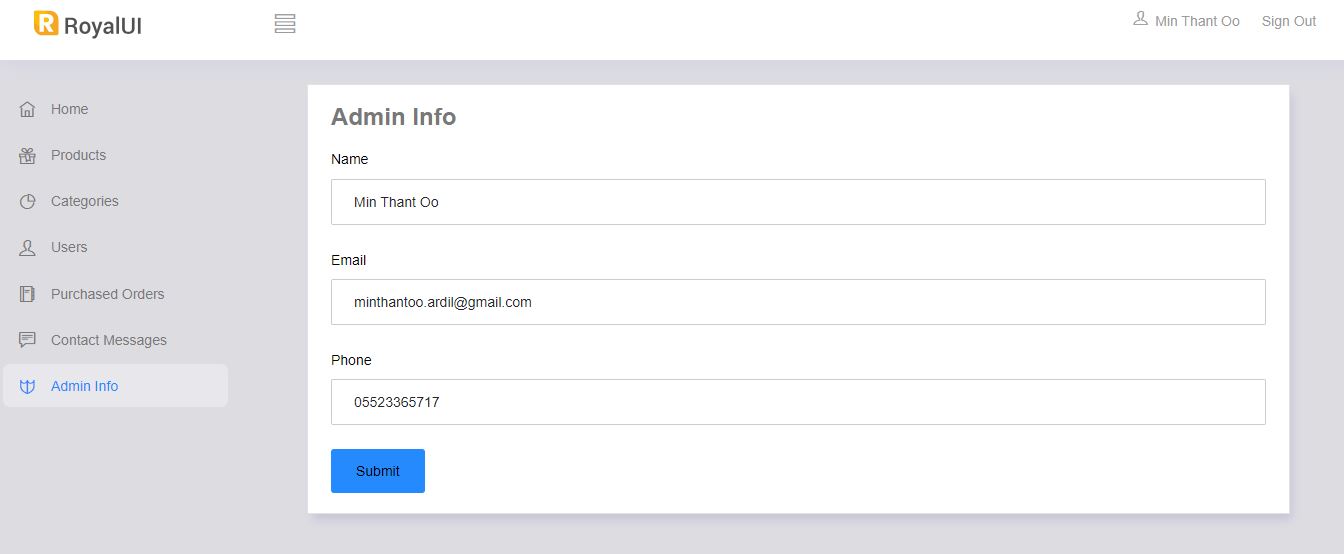 RoyalUI
Min Thant Oo
Sign Out
Home
Products
Categories
Users
Purchased Orders
Contact Messages
Admin Info
Admin Info
Name
Min Thant Oo
Email
minthantoo.ardil@gmail.com
Phone
05523365717
Submit